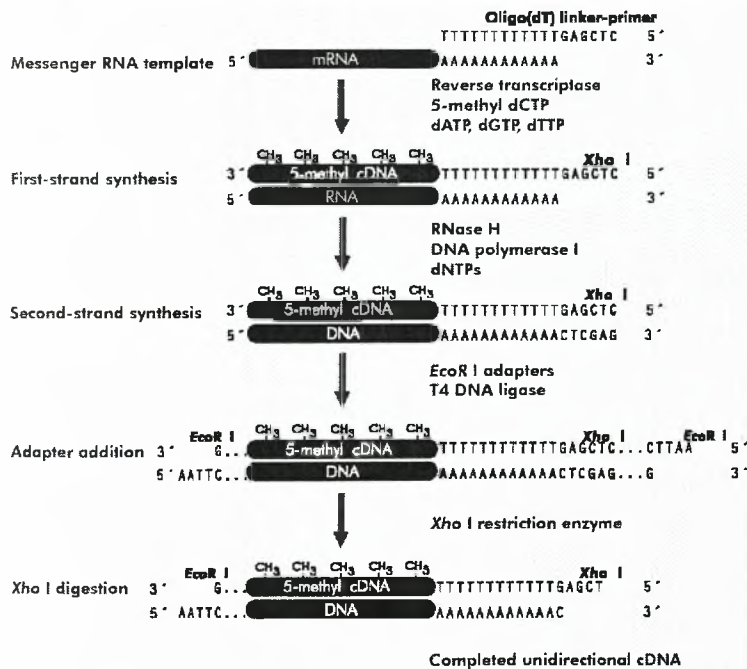 Oligo(dT) linker-primer
TTTTTTTTTTTTGAGCTC 5´
Messenger RNA template 5´ mRNA AAAAAAAAAAAA 3´
Reverse transcriptase
5-methyl dCTP
dATP, dGTP, dTTP
CH3 CH3 CH3 CH3 CH3 Xho I
First-strand synthesis 3´ 5-methyl cDNA TTTTTTTTTTTTGAGCTC 5´
5´ RNA AAAAAAAAAAAA 3´
RNase H
DNA polymerase I
dNTPs
CH3 CH3 CH3 CH3 CH3 Xho I
Second-strand synthesis 3´ 5-methyl cDNA TTTTTTTTTTTTGAGCTC 5´
5´ DNA AAAAAAAAAAAACTCGAG 3´
EcoR I adapters
T4 DNA ligase
EcoR I CH3 CH3 CH3 CH3 CH3 Xho I EcoR I
Adapter addition 3´ G... 5-methyl cDNA TTTTTTTTTTTTGAGCTC...CTTAA 5´
5´ AATTC... DNA AAAAAAAAAAAACTCGAG...G 3´
Xho I restriction enzyme
EcoR I CH3 CH3 CH3 CH3 CH3 Xho I
Xho I digestion 3´ G... 5-methyl cDNA TTTTTTTTTTTTGAGCT 5´
5´ AATTC... DNA AAAAAAAAAAAAC 3´
Completed unidirectional cDNA